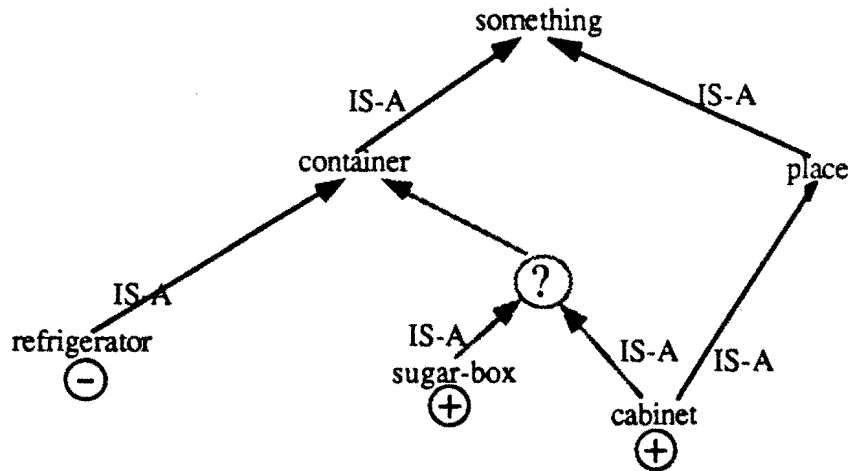 something
IS-A
IS-A
container
place
?
IS-A
IS-A
IS-A
IS-A
refrigerator
sugar-box
cabinet
−
+
+